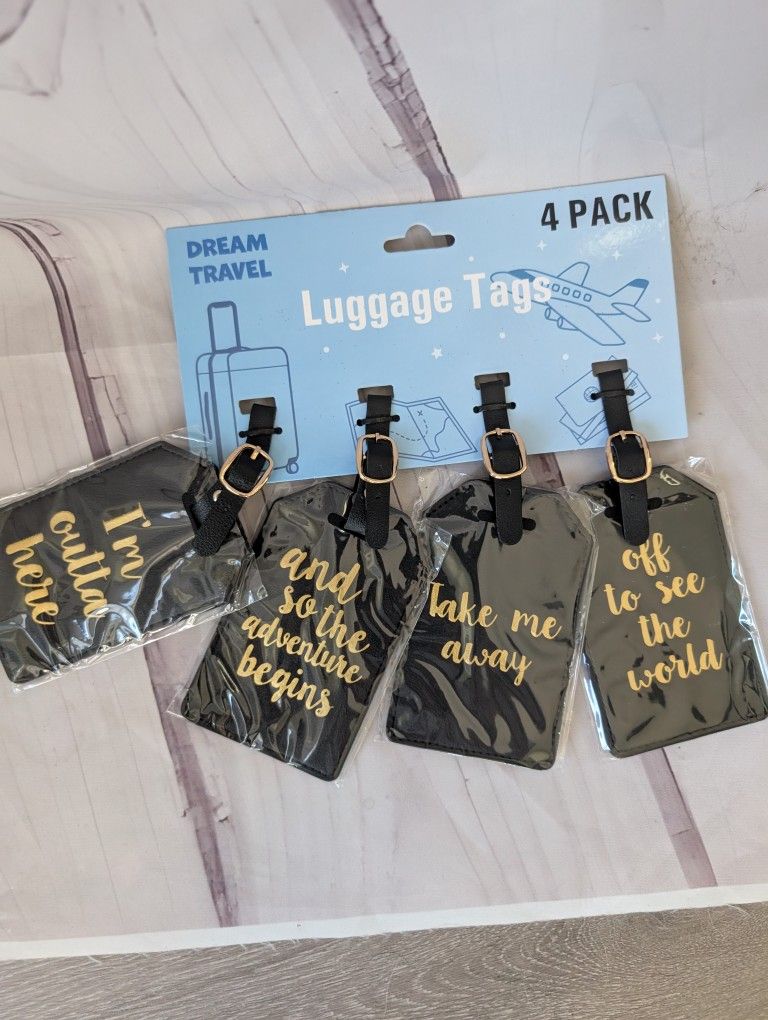 DREAM
TRAVEL
4 PACK
Luggage Tags
I'm
outta
here
and
so the
adventure
begins
Take me
away
off
to see
the
world